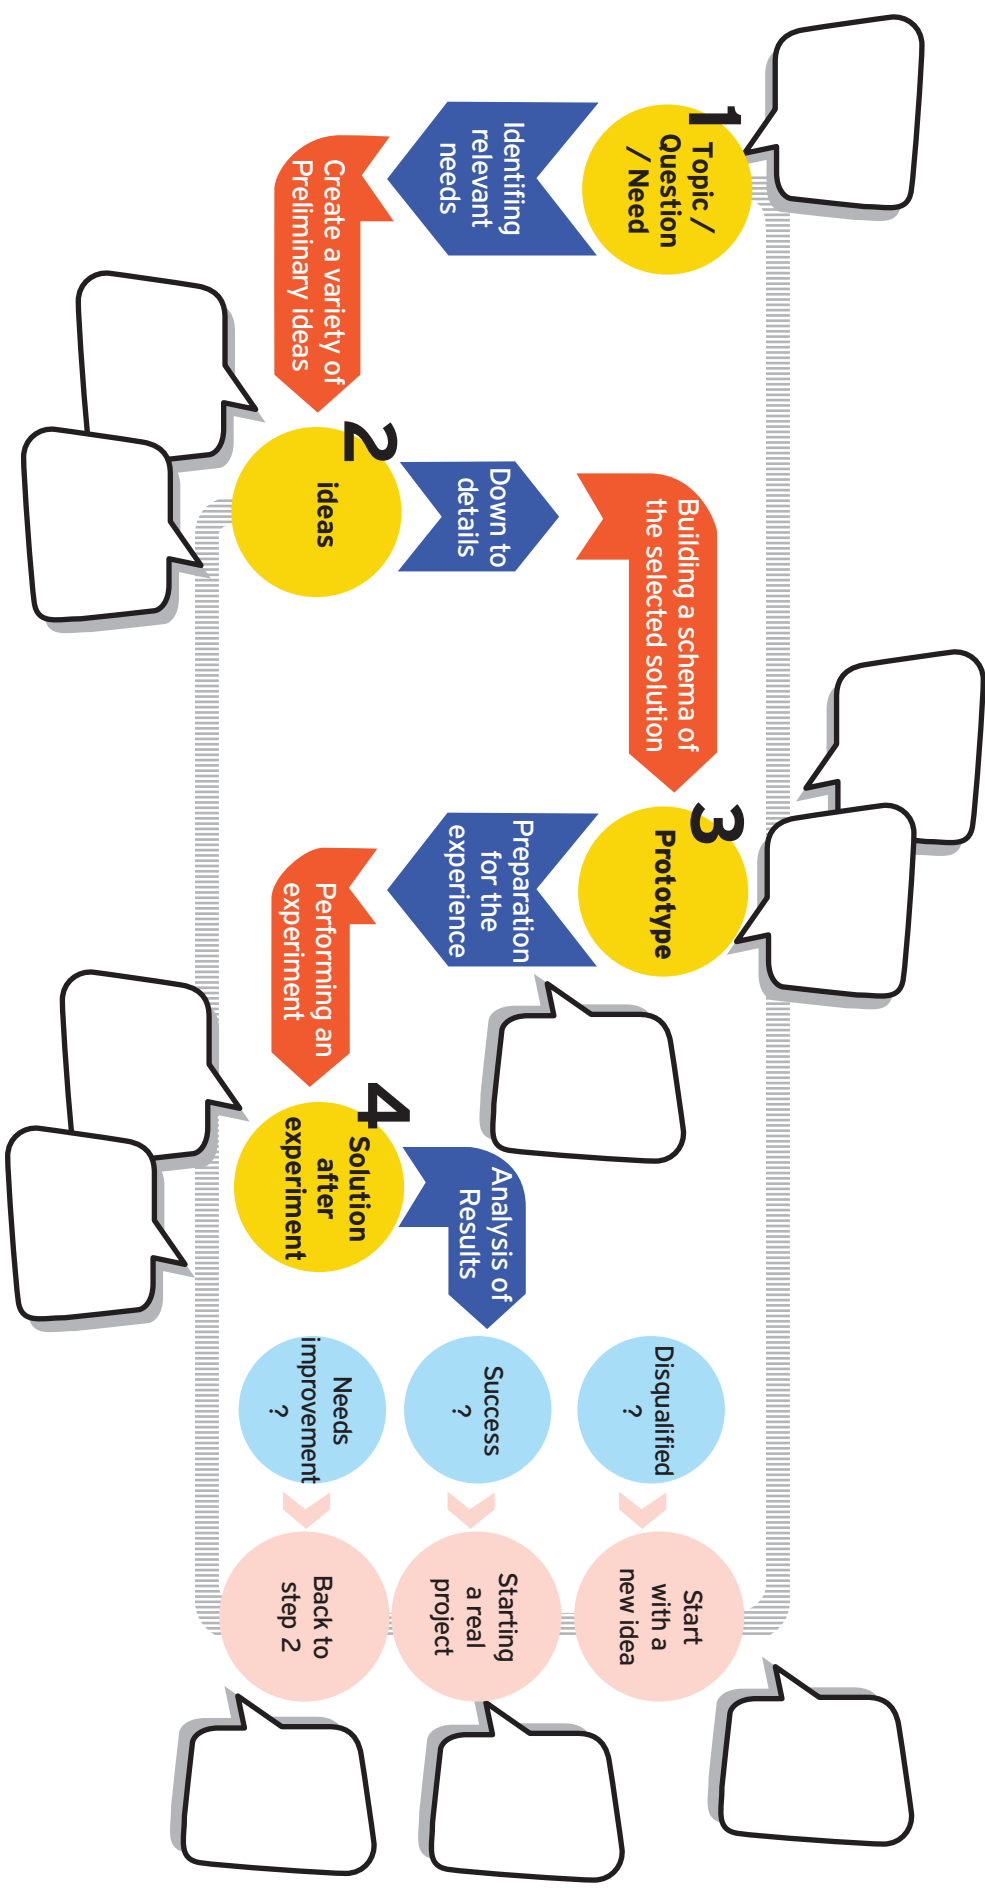 1
Topic /
Question
/ Need
Identifing
relevant
needs
Create a variety of
Preliminary ideas
2
ideas
Down to
details
Building a schema of
the selected solution
3
Prototype
Preparation
for the
experience
Performing an
experiment
4
Solution
after
experiment
Analysis of
Results
Disqualified
?
Success
?
Needs
improvement
?
Start
with a
new idea
Starting
a real
project
Back to
step 2